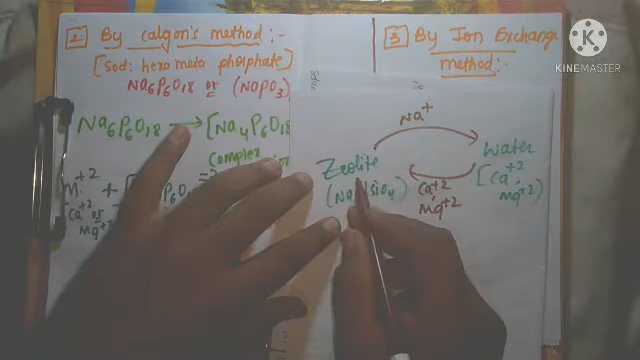 2 By calgon's method :-
[sod: hexa meta phosphate]
Na6P6O18 or (NaPO3)
Na6P6O18 → [Na4P6O18
Complex
M+2 +
Ca+2 or
Mg+2
3 By Ion Exchange
method :-
Na+
Zeolite
Water
[Ca+2,
Mg+2)
Ca+2,
Mg+2
KINEMASTER